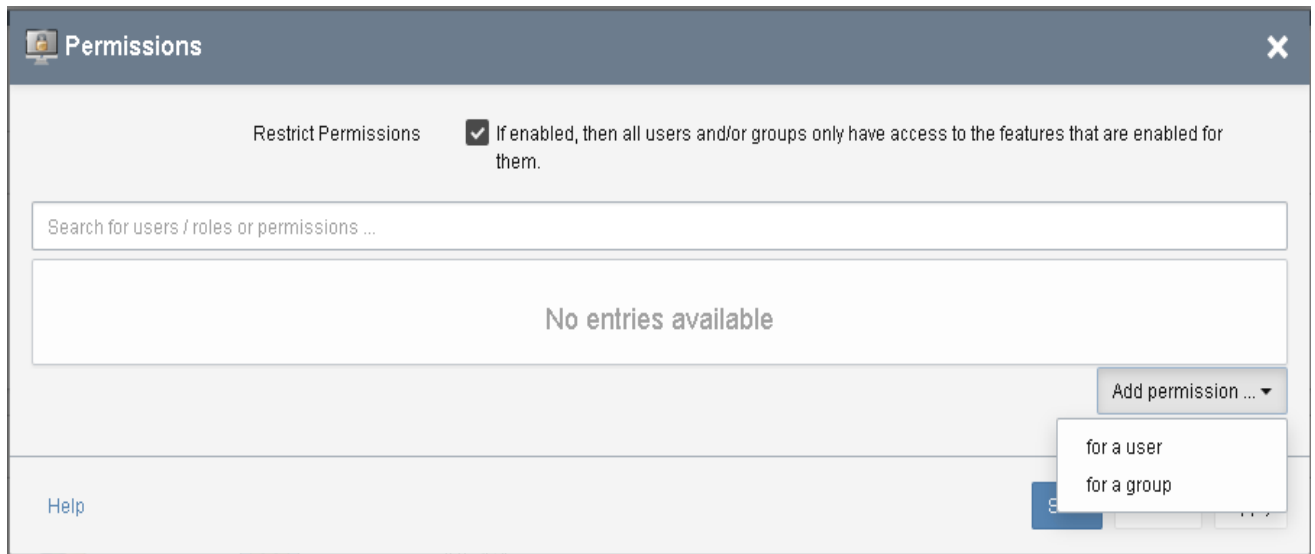 Permissions
Restrict Permissions
If enabled, then all users and/or groups only have access to the features that are enabled for
them.
Search for users / roles or permissions ...
No entries available
Add permission ...
for a user
for a group
Help